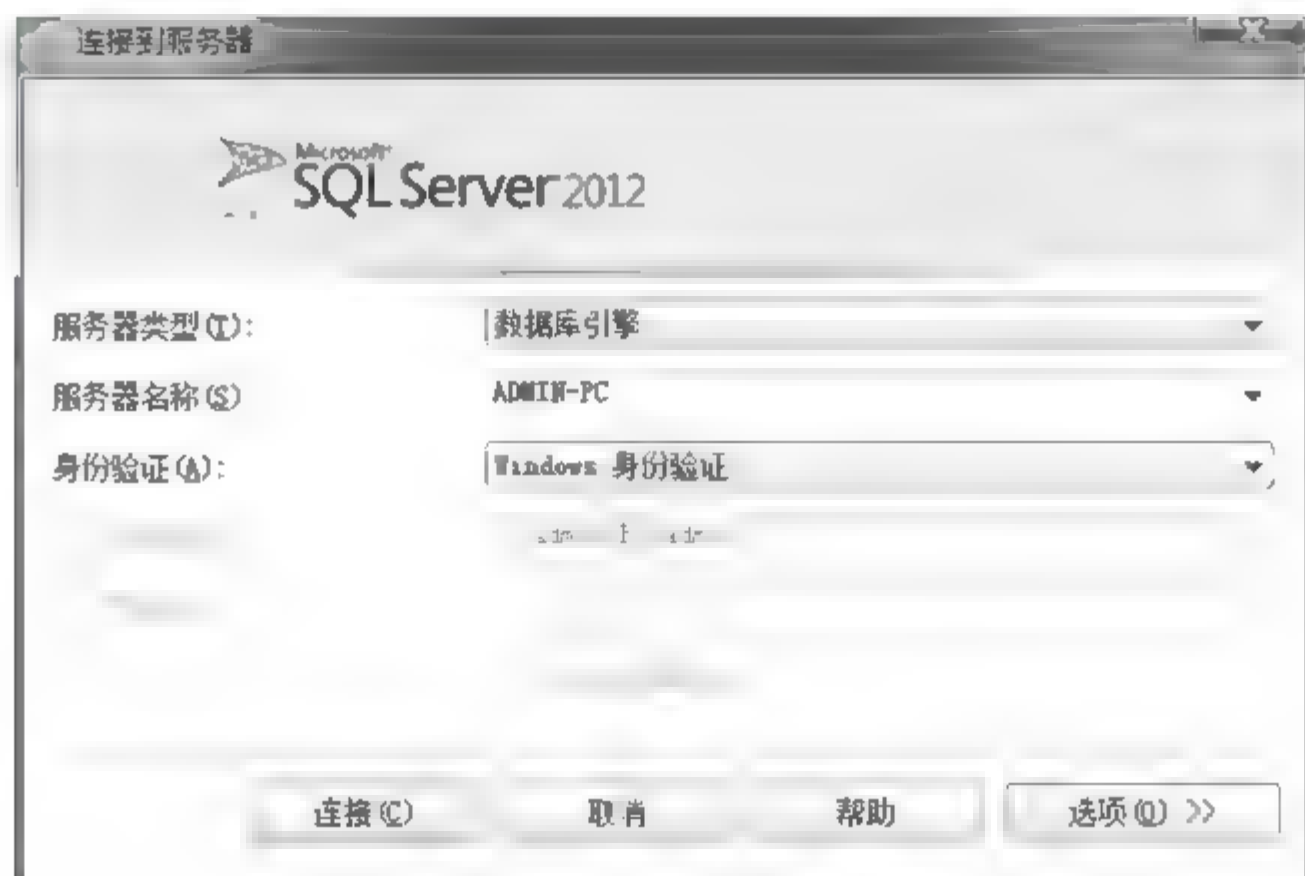 连接到服务器
Microsoft
SQL Server 2012
服务器类型(T): 数据库引擎
服务器名称(S) ADMIN-PC
身份验证(A): Windows 身份验证
连接(C) 取消 帮助 选项(O) >>